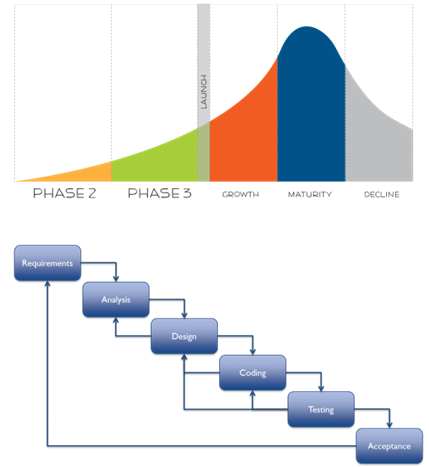 LAUNCH
PHASE 2 PHASE 3 GROWTH MATURITY DECLINE
Requirements
Analysis
Design
Coding
Testing
Acceptance